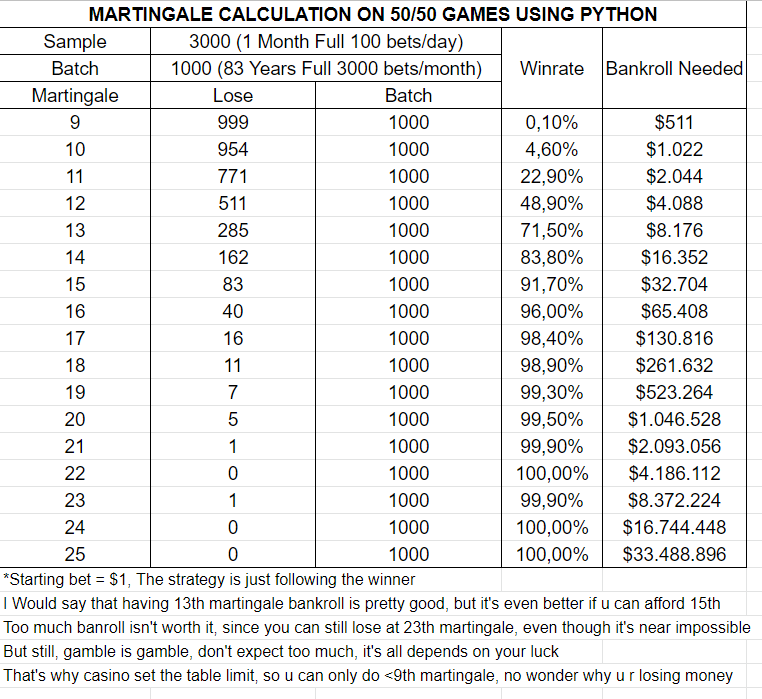 MARTINGALE CALCULATION ON 50/50 GAMES USING PYTHON
Sample 3000 (1 Month Full 100 bets/day)
Batch 1000 (83 Years Full 3000 bets/month) Winrate Bankroll Needed
Martingale Lose Batch
9 999 1000 0,10% $511
10 954 1000 4,60% $1.022
11 771 1000 22,90% $2.044
12 511 1000 48,90% $4.088
13 285 1000 71,50% $8.176
14 162 1000 83,80% $16.352
15 83 1000 91,70% $32.704
16 40 1000 96,00% $65.408
17 16 1000 98,40% $130.816
18 11 1000 98,90% $261.632
19 7 1000 99,30% $523.264
20 5 1000 99,50% $1.046.528
21 1 1000 99,90% $2.093.056
22 0 1000 100,00% $4.186.112
23 1 1000 99,90% $8.372.224
24 0 1000 100,00% $16.744.448
25 0 1000 100,00% $33.488.896
*Starting bet = $1, The strategy is just following the winner
I Would say that having 13th martingale bankroll is pretty good, but it's even better if u can afford 15th
Too much banroll isn't worth it, since you can still lose at 23th martingale, even though it's near impossible
But still, gamble is gamble, don't expect too much, it's all depends on your luck
That's why casino set the table limit, so u can only do <9th martingale, no wonder why u r losing money